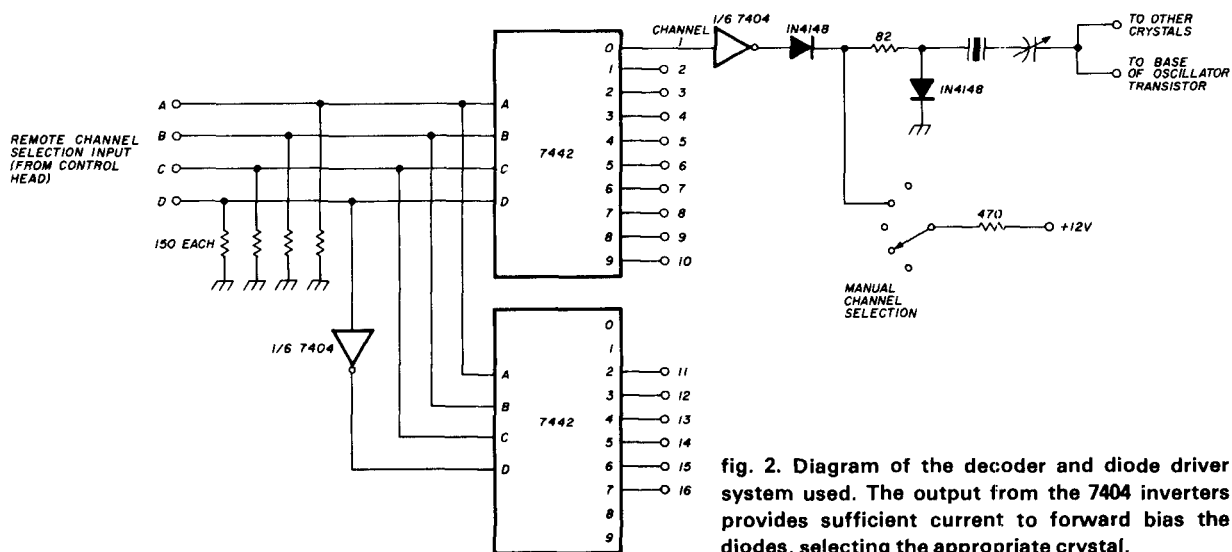 CHANNEL
1
1/6 7404
1N4148
82
TO OTHER
CRYSTALS
TO BASE
OF OSCILLATOR
TRANSISTOR
1N4148
REMOTE CHANNEL
SELECTION INPUT
(FROM CONTROL
HEAD)
A
B
C
D
150 EACH
A
B
C
D
7442
0
1
2
3
4
5
6
7
8
9
2
3
4
5
6
7
8
9
10
470
+12V
MANUAL
CHANNEL
SELECTION
1/6 7404
A
B
C
D
7442
0
1
2
3
4
5
6
7
8
9
11
12
13
14
15
16
fig. 2. Diagram of the decoder and diode driver
system used. The output from the 7404 inverters
provides sufficient current to forward bias the
diodes, selecting the appropriate crystal.